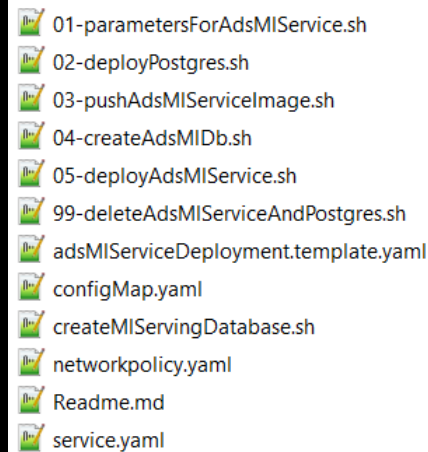 01-parametersForAdsMlService.sh
02-deployPostgres.sh
03-pushAdsMlServiceImage.sh
04-createAdsMlDb.sh
05-deployAdsMlService.sh
99-deleteAdsMlServiceAndPostgres.sh
adsMlServiceDeployment.template.yaml
configMap.yaml
createMlServingDatabase.sh
networkpolicy.yaml
Readme.md
service.yaml